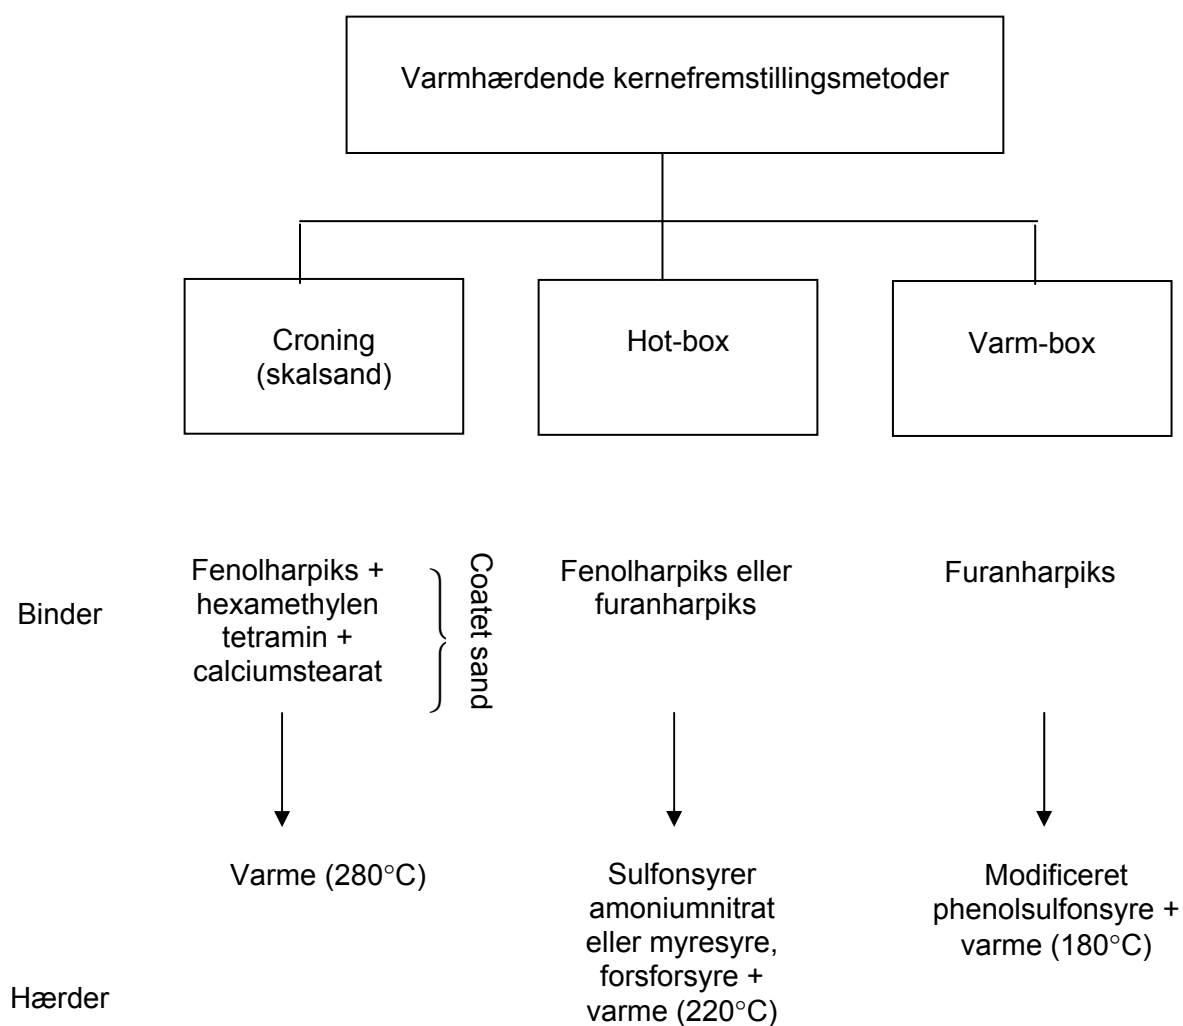 Varmhærdende kernefremstillingsmetoder
Croning
(skalsand)
Hot-box
Varm-box
Binder
Fenolharpiks +
hexamethylen
tetramin +
calciumstearat
Coatet sand
Fenolharpiks eller
furanharpiks
Furanharpiks
Hærder
Varme (280°C)
Sulfonsyrer
amoniumnitrat
eller myresyre,
forsforsyre +
varme (220°C)
Modificeret
phenolsulfonsyre +
varme (180°C)